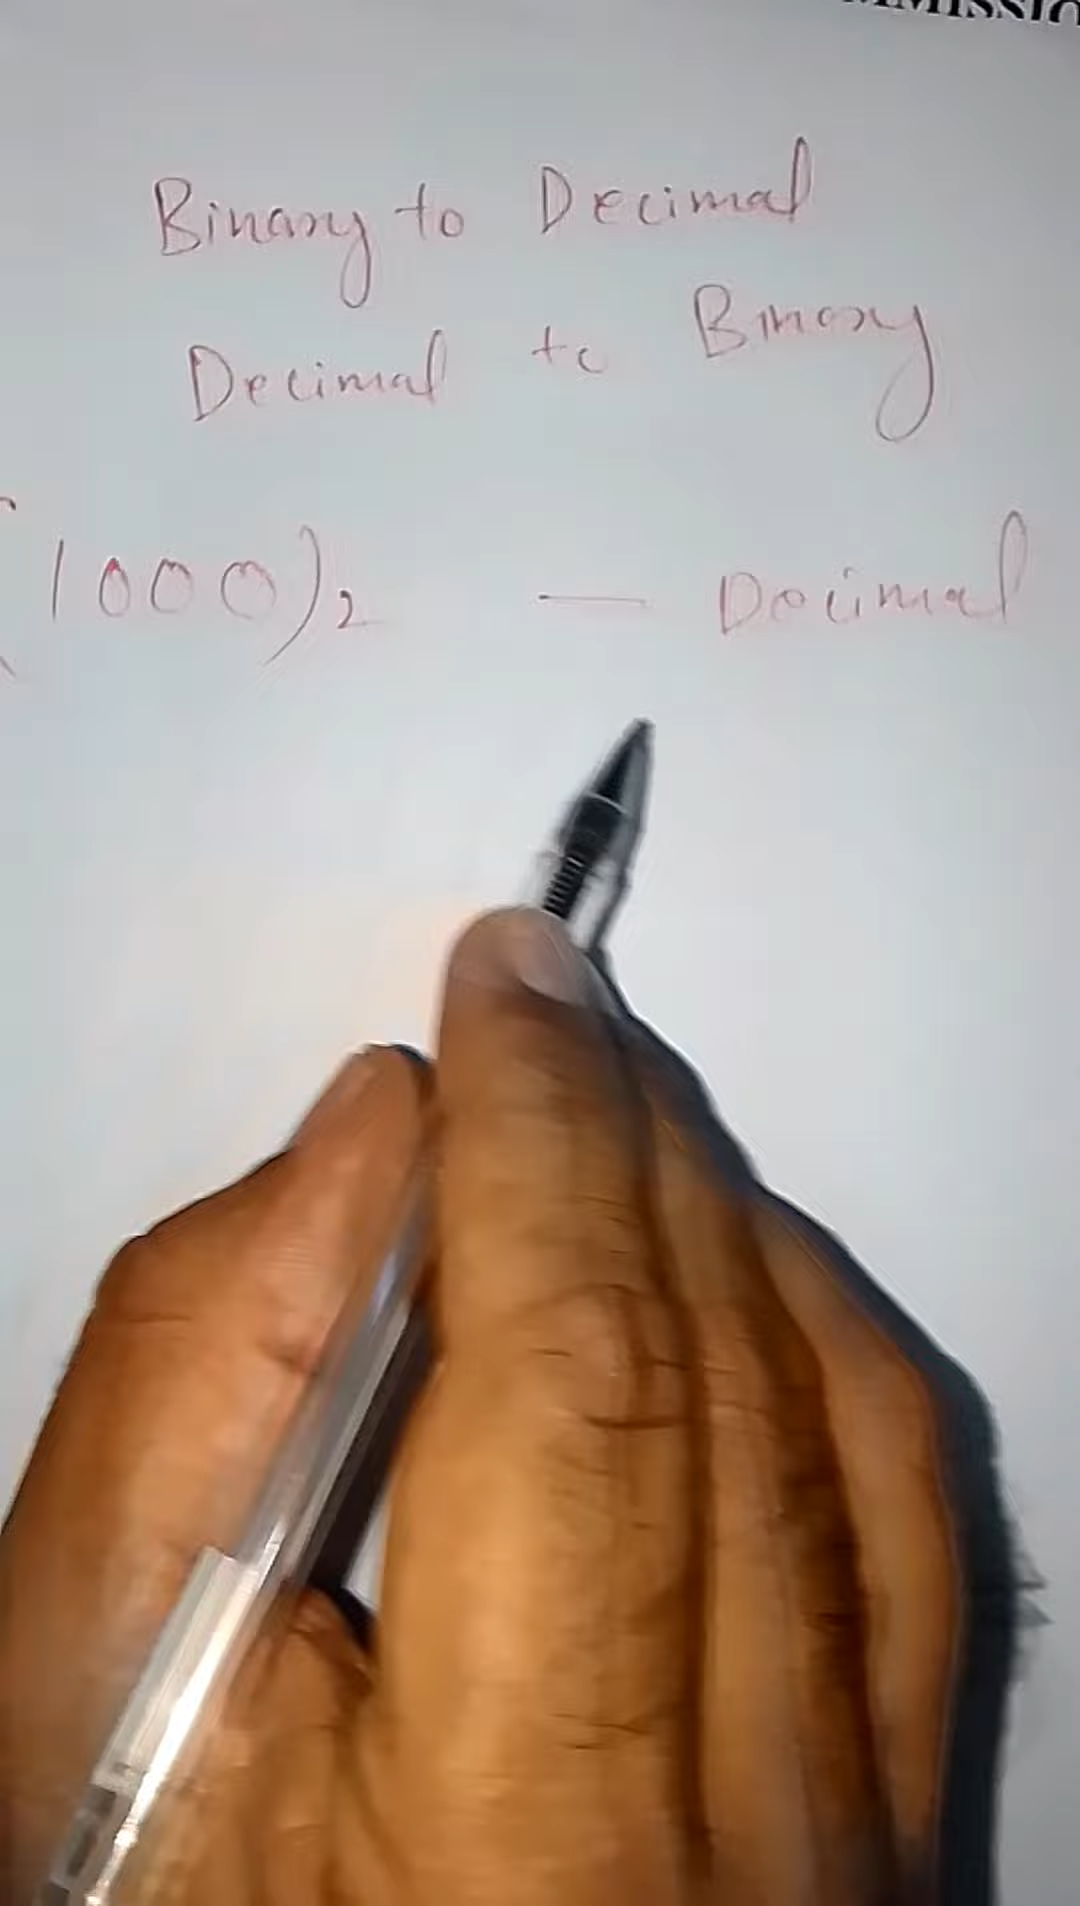 Binary to Decimal
Decimal to Binary
(1000)2 — Decimal